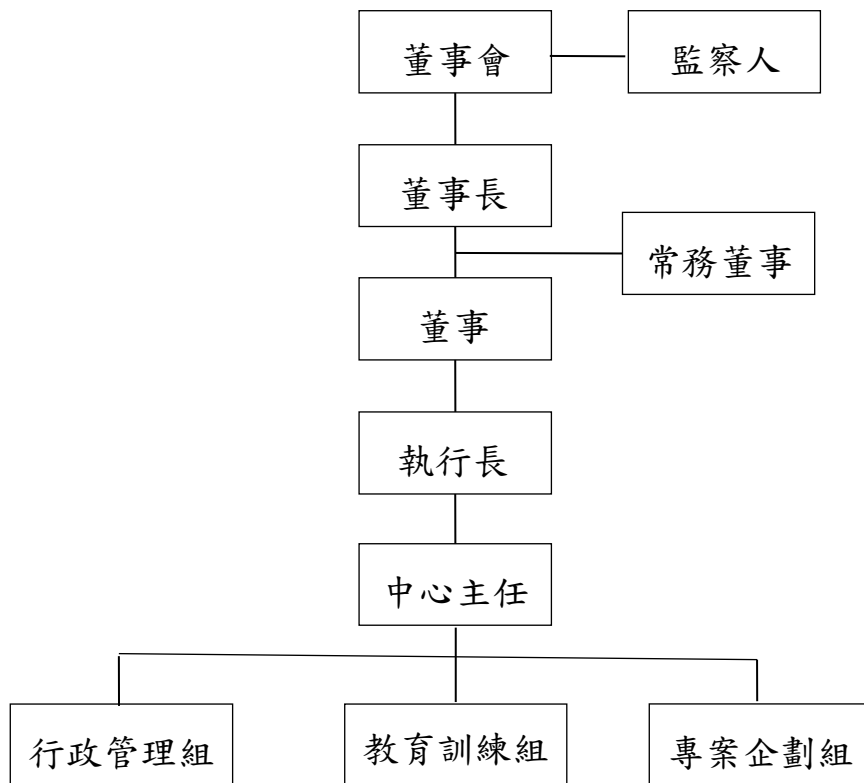 董事會
監察人
董事長
常務董事
董事
執行長
中心主任
行政管理組
教育訓練組
專案企劃組